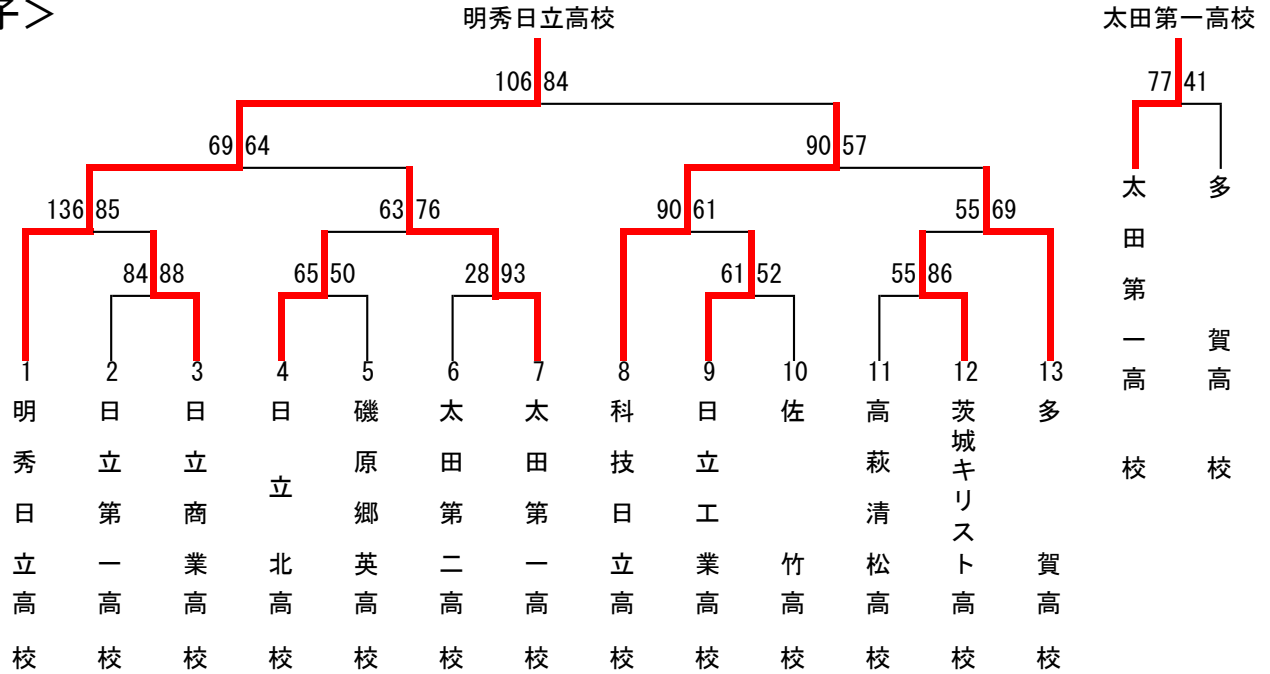 子＞
明秀日立高校
太田第一高校
106 84
77 41
69 64
90 57
136 85
63 76
90 61
55 69
84 88
65 50
28 93
61 52
55 86
太田第一高校
多賀高校
1 明秀日立高校
2 日立第一高校
3 日立商業高校
4 日立北高校
5 磯原郷英高校
6 太田第二高校
7 太田第一高校
8 科技日立高校
9 日立工業高校
10 佐竹高校
11 高萩清松高校
12 茨城キリスト高校
13 多賀高校